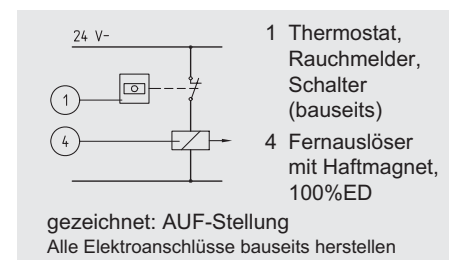 24 V-
1 Thermostat,
Rauchmelder,
Schalter
(bauseits)
4 Fernauslöser
mit Haftmagnet,
100%ED
1
4
gezeichnet: AUF-Stellung
Alle Elektroanschlüsse bauseits herstellen